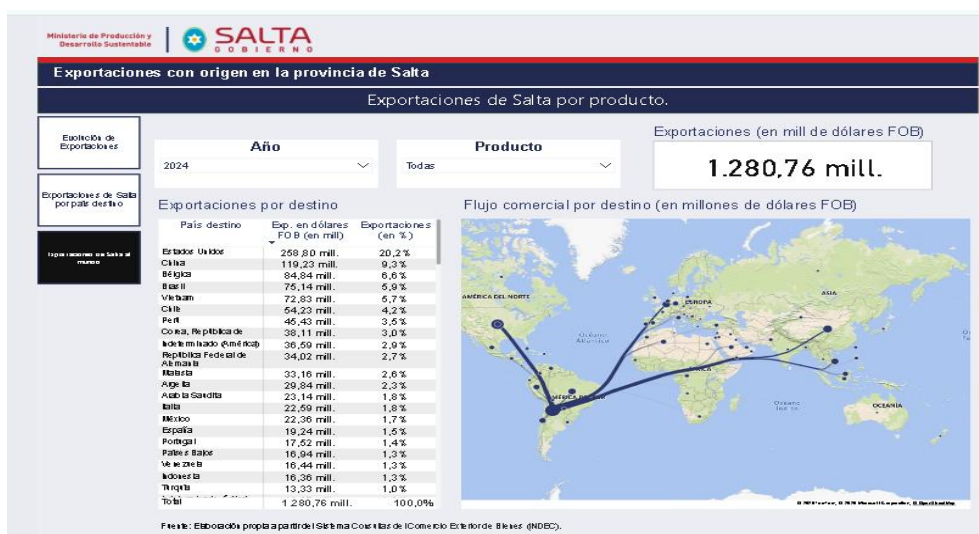 Ministerio de Producción y
Desarrollo Sustentable
SALTA
GOBIERNO
Exportaciones con origen en la provincia de Salta
Exportaciones de Salta por producto.
Evolución de
Exportaciones
Exportaciones de Salta
por país destino
Exportaciones de Salta al
mundo
Año
2024
Producto
Todas
Exportaciones (en mill de dólares FOB)
1.280,76 mill.
Exportaciones por destino
País destino Exp. en dólares FOB (en mill) Exportaciones (en %)
Estados Unidos 258,80 mill. 20,2%
China 119,23 mill. 9,3%
Bélgica 84,84 mill. 6,6%
Brasil 75,14 mill. 5,9%
Vietnam 72,83 mill. 5,7%
Chile 54,23 mill. 4,2%
Perú 45,43 mill. 3,5%
Corea, República de 38,11 mill. 3,0%
Indeterminado (América) 36,59 mill. 2,9%
República Federal de Alemania 34,02 mill. 2,7%
Malasia 33,16 mill. 2,6%
Argelia 29,84 mill. 2,3%
Arabia Saudita 23,14 mill. 1,8%
Italia 22,59 mill. 1,8%
México 22,36 mill. 1,7%
España 19,24 mill. 1,5%
Portugal 17,52 mill. 1,4%
Países Bajos 16,94 mill. 1,3%
Venezuela 16,44 mill. 1,3%
Indonesia 16,36 mill. 1,3%
Turquía 13,33 mill. 1,0%
Total 1.280,76 mill. 100,0%
Flujo comercial por destino (en millones de dólares FOB)
AMÉRICA DEL NORTE
EUROPA
ASIA
Océano
Atlántico
ÁFRICA
AMÉRICA DEL SUR
OCEANÍA
Fuente: Elaboración propia a partir del Sistema Consultas de lComercio Exterior de Bienes (INDEC).